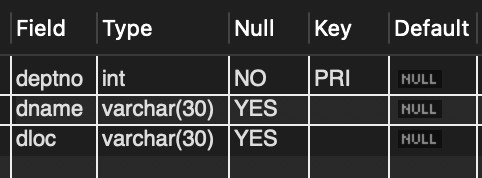 Field Type Null Key Default
deptno int NO PRI NULL
dname varchar(30) YES NULL
dloc varchar(30) YES NULL